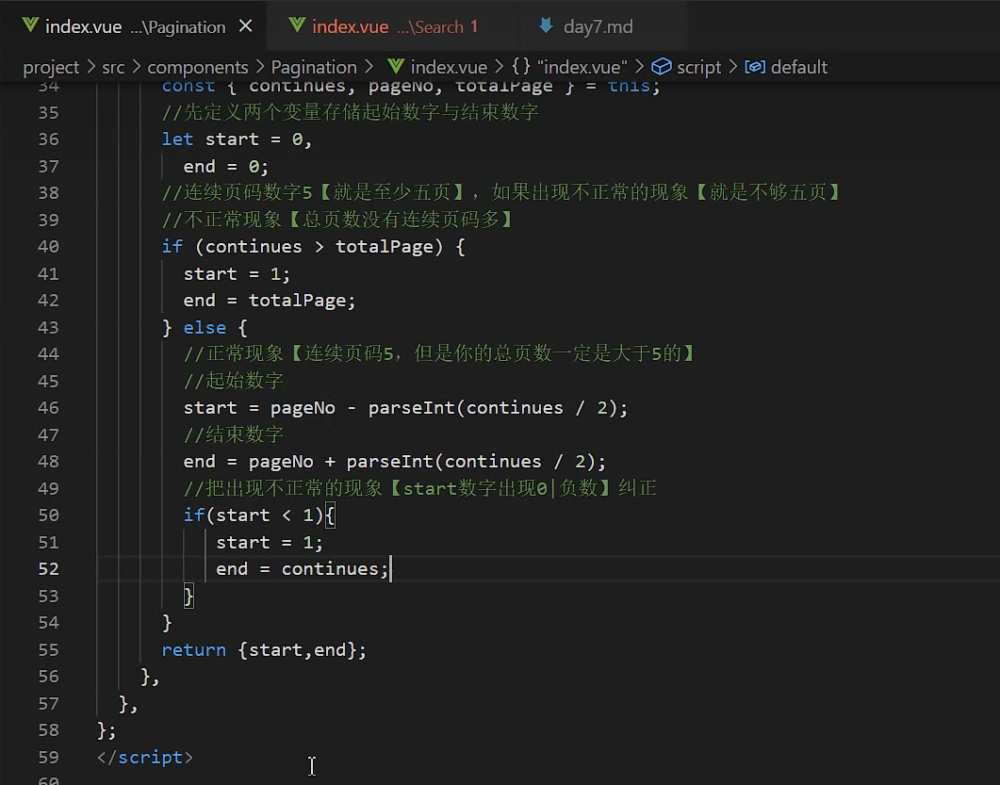 index.vue ...\Pagination × index.vue ...\Search 1 day7.md
project > src > components > Pagination > index.vue > {} "index.vue" > script > default
34 const { continues, pageNo, totalPage } = this;
35 //先定义两个变量存储起始数字与结束数字
36 let start = 0,
37 end = 0;
38 //连续页码数字5【就是至少五页】，如果出现不正常的现象【就是不够五页】
39 //不正常现象【总页数没有连续页码多】
40 if (continues > totalPage) {
41 start = 1;
42 end = totalPage;
43 } else {
44 //正常现象【连续页码5，但是你的总页数一定是大于5的】
45 //起始数字
46 start = pageNo - parseInt(continues / 2);
47 //结束数字
48 end = pageNo + parseInt(continues / 2);
49 //把出现不正常的现象【start数字出现0|负数】纠正
50 if(start < 1){
51 start = 1;
52 end = continues;
53 }
54 }
55 return {start,end};
56 },
57 },
58 };
59 </script>
60